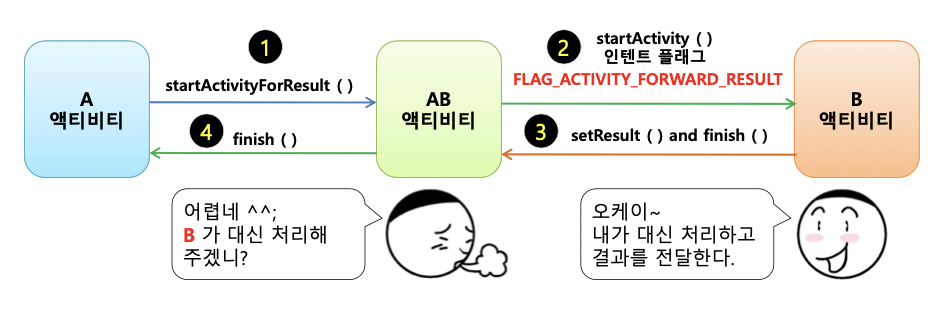 1
startActivityForResult ( )
2
startActivity ( )
인텐트 플래그
FLAG_ACTIVITY_FORWARD_RESULT
A
액티비티
AB
액티비티
B
액티비티
4
finish ( )
3
setResult ( ) and finish ( )
어렵네 ^^;
B 가 대신 처리해
주겠니?
오케이~
내가 대신 처리하고
결과를 전달한다.